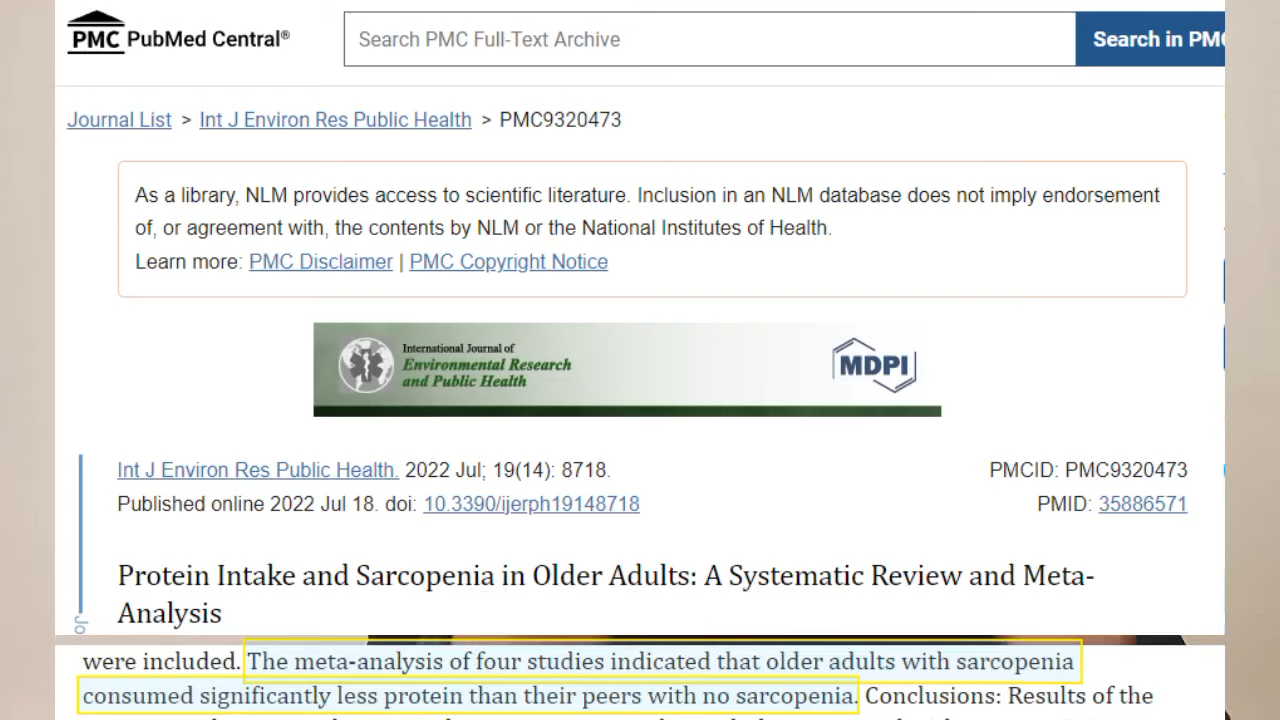 PMC PubMed Central®
Search PMC Full-Text Archive
Search in PM
Journal List > Int J Environ Res Public Health > PMC9320473
As a library, NLM provides access to scientific literature. Inclusion in an NLM database does not imply endorsement
of, or agreement with, the contents by NLM or the National Institutes of Health.
Learn more: PMC Disclaimer | PMC Copyright Notice
International Journal of
Environmental Research
and Public Health
MDPI
Int J Environ Res Public Health. 2022 Jul; 19(14): 8718.
PMCID: PMC9320473
Published online 2022 Jul 18. doi: 10.3390/ijerph19148718
PMID: 35886571
Protein Intake and Sarcopenia in Older Adults: A Systematic Review and Meta-
Analysis
Jo
were included. The meta-analysis of four studies indicated that older adults with sarcopenia
consumed significantly less protein than their peers with no sarcopenia. Conclusions: Results of the